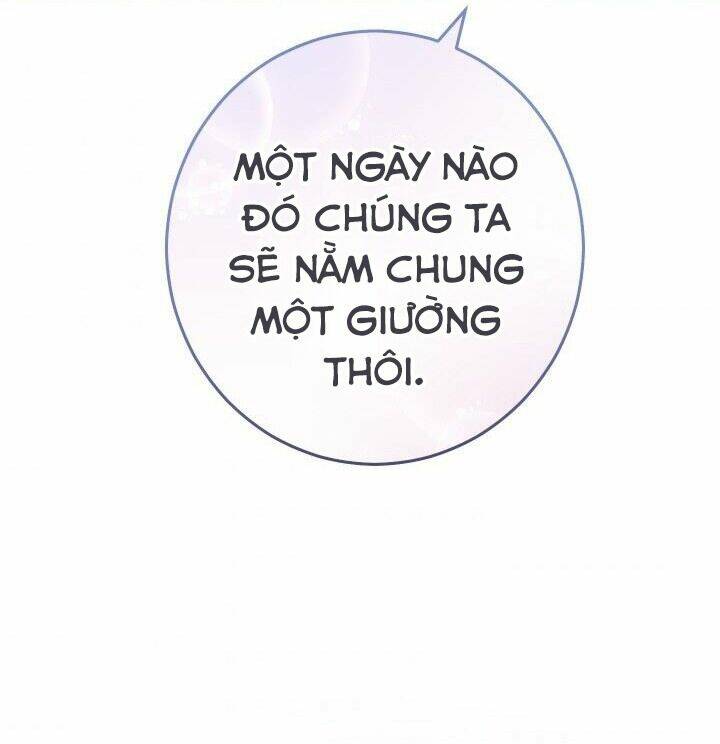 MỘT NGÀY NÀO
ĐÓ CHÚNG TA
SẼ NẰM CHUNG
MỘT GIƯỜNG
THÔI.